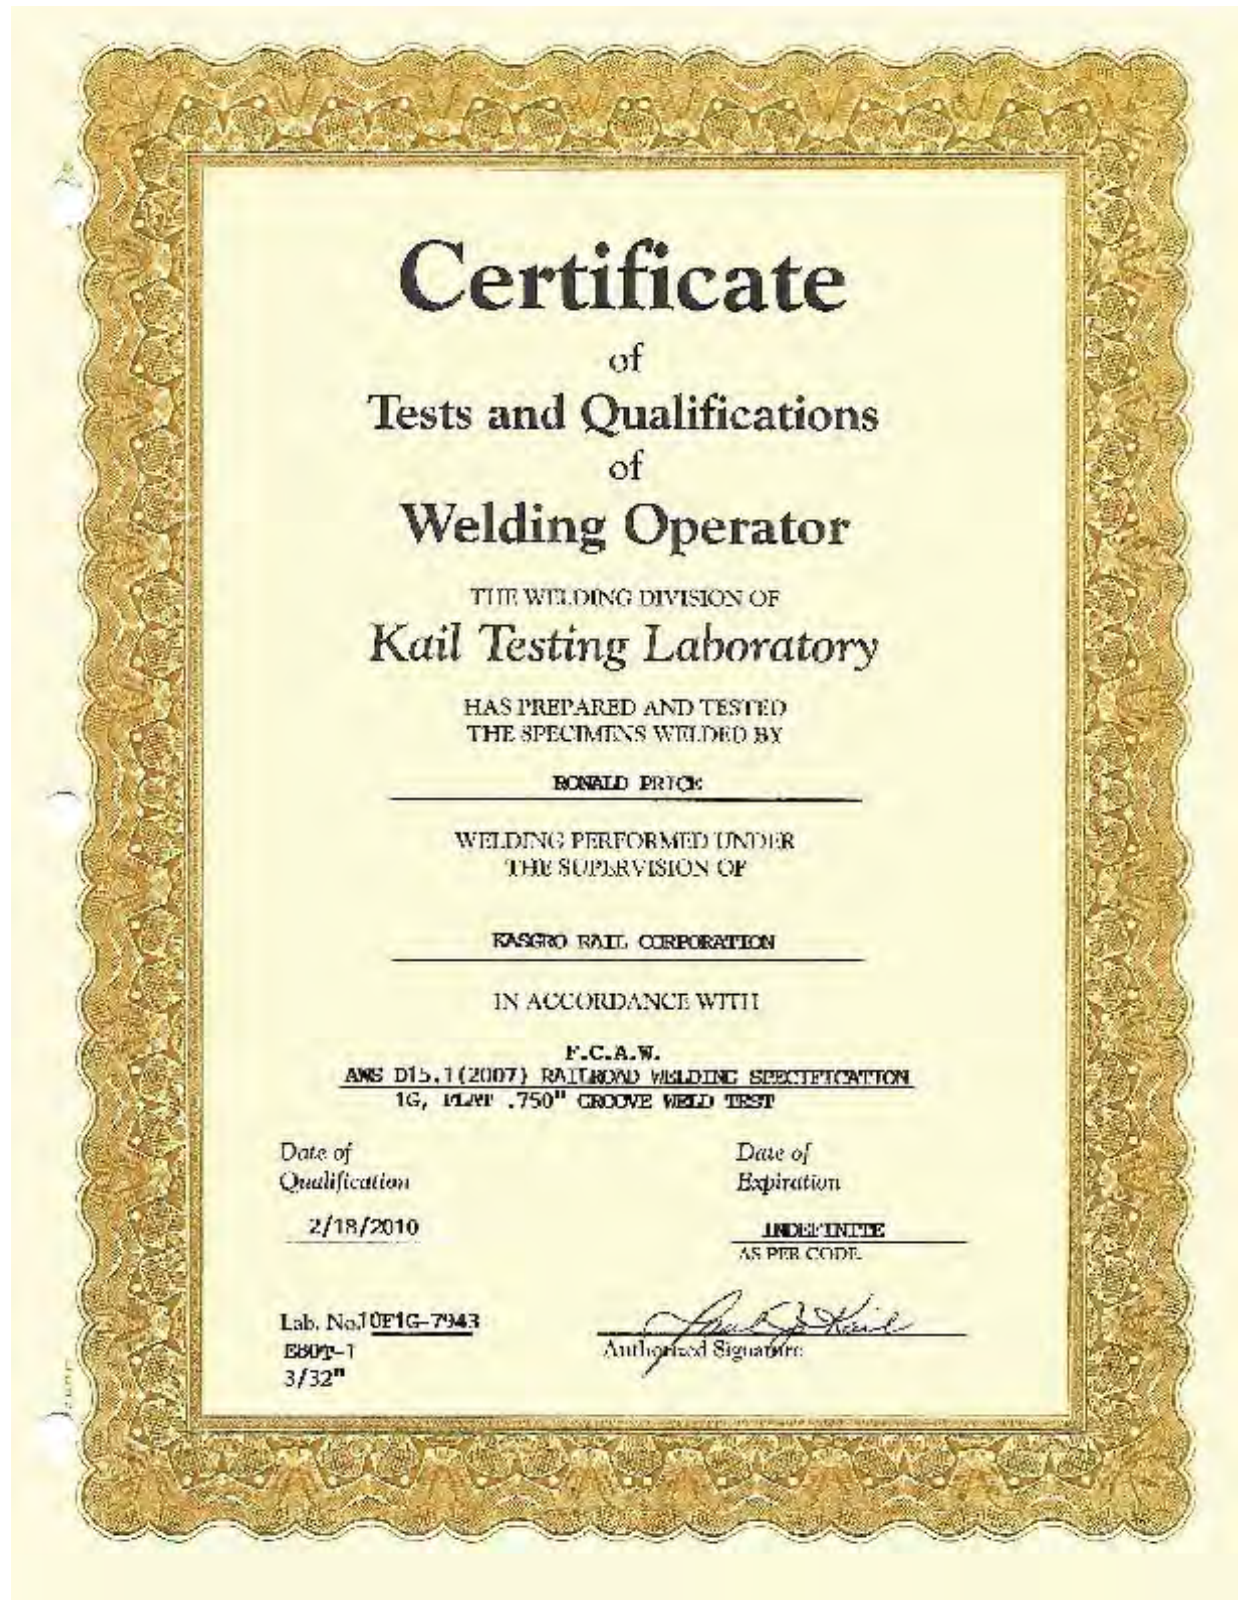 Certificate
of
Tests and Qualifications
of
Welding Operator
THE WELDING DIVISION OF
Kail Testing Laboratory
HAS PREPARED AND TESTED
THE SPECIMENS WELDED BY
RONALD PRICE
WELDING PERFORMED UNDER
THE SUPERVISION OF
KASGRO RAIL CORPORATION
IN ACCORDANCE WITH
F.C.A.W.
AWS D15.1(2007) RAILROAD WELDING SPECIFICATION
1G, FLAT .750" GROOVE WELD TEST
Date of
Qualification
2/18/2010
Date of
Expiration
INDEFINITE
AS PER CODE
Lab. No.10F1G-7943
E80T-1
3/32"
Authorized Signature